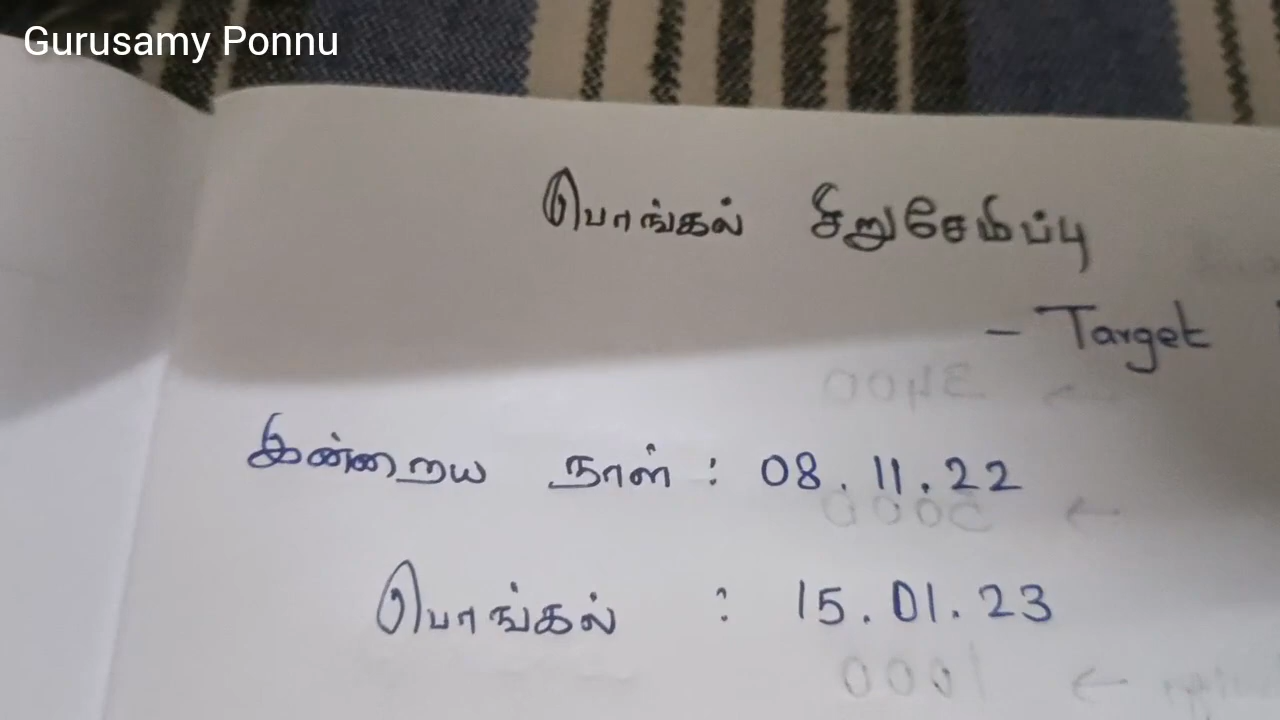 Gurusamy Ponnu
பொங்கல் சிறுசேமிப்பு
- Target
இன்றைய நாள் : 08.11.22
பொங்கல் : 15.01.23